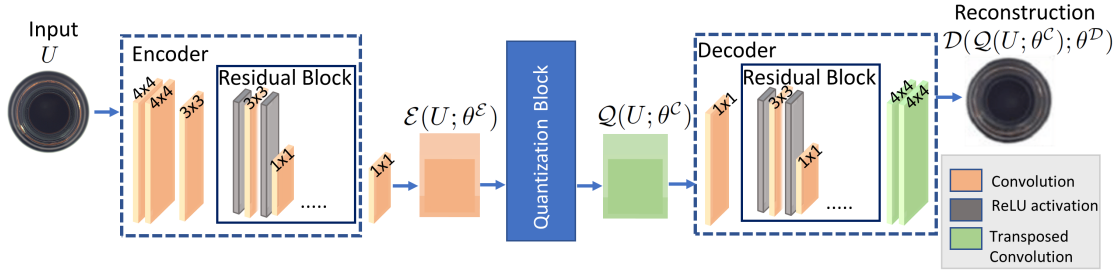 Input
U
Encoder
4x4
4x4
3x3
Residual Block
3x3
1x1
.....
1x1
ℰ(U; θ^ℰ)
Quantization Block
𝒬(U; θ^𝒞)
Decoder
1x1
Residual Block
3x3
1x1
.....
4x4
4x4
Reconstruction
𝒟(𝒬(U; θ^𝒞); θ^𝒟)
Convolution
ReLU activation
Transposed
Convolution